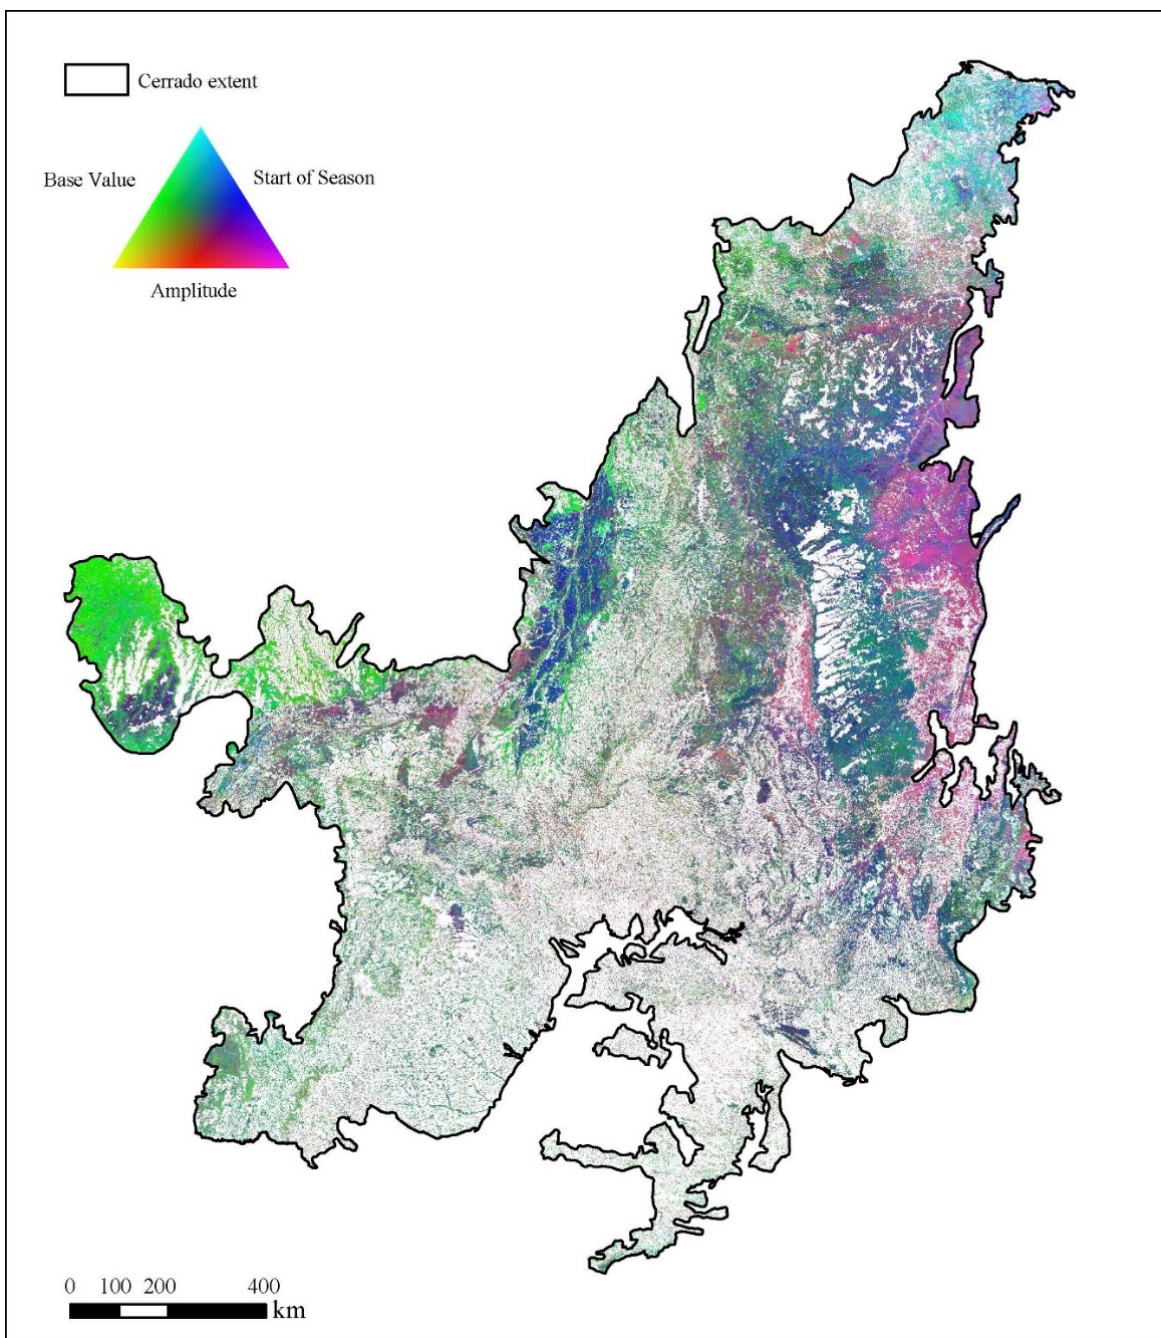 Cerrado extent
Base Value
Start of Season
Amplitude
0 100 200 400
km